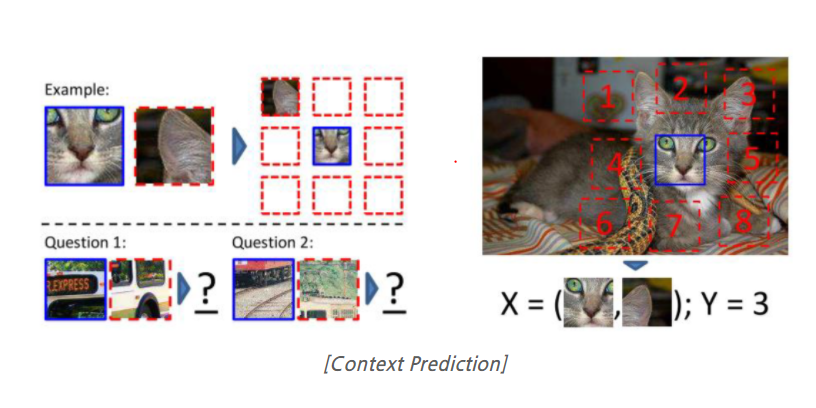 Example:
Question 1:
Question 2:
EXPRESS
?
?
1
2
3
4
5
6
7
8
X = ( , ); Y = 3
[Context Prediction]